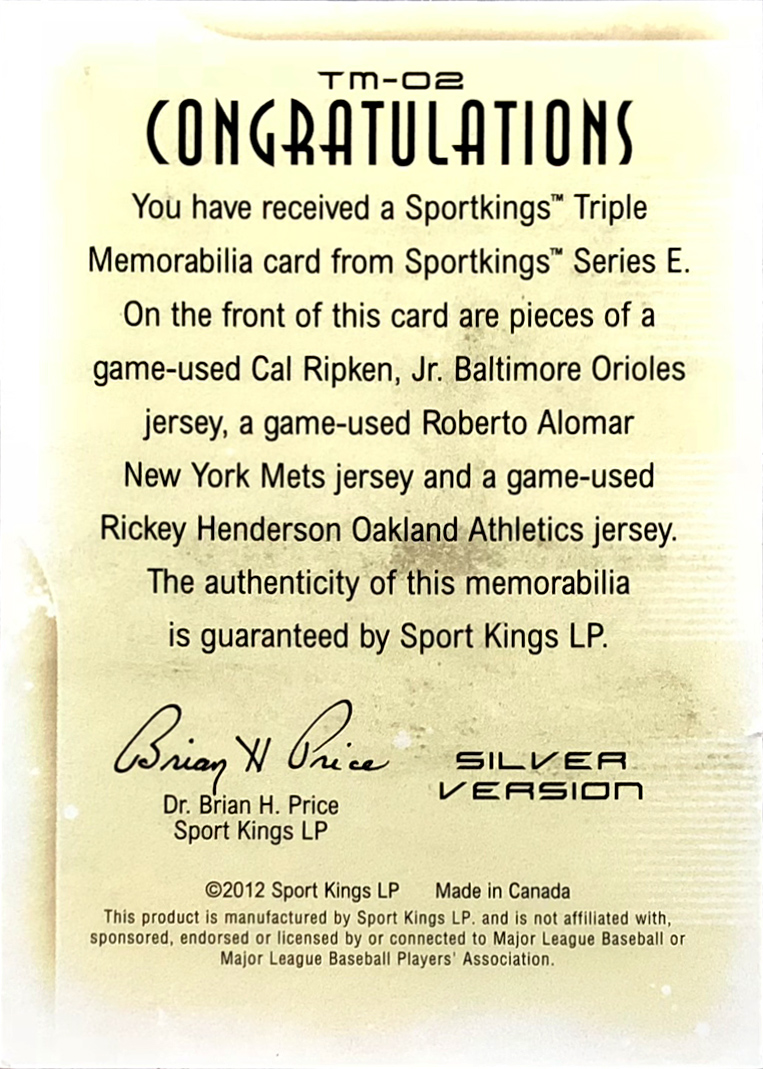 TM-02
CONGRATULATIONS
You have received a Sportkings™ Triple
Memorabilia card from Sportkings™ Series E.
On the front of this card are pieces of a
game-used Cal Ripken, Jr. Baltimore Orioles
jersey, a game-used Roberto Alomar
New York Mets jersey and a game-used
Rickey Henderson Oakland Athletics jersey.
The authenticity of this memorabilia
is guaranteed by Sport Kings LP.
Brian H Price
SILVER
VERSION
Dr. Brian H. Price
Sport Kings LP
©2012 Sport Kings LP Made in Canada
This product is manufactured by Sport Kings LP. and is not affiliated with,
sponsored, endorsed or licensed by or connected to Major League Baseball or
Major League Baseball Players' Association.